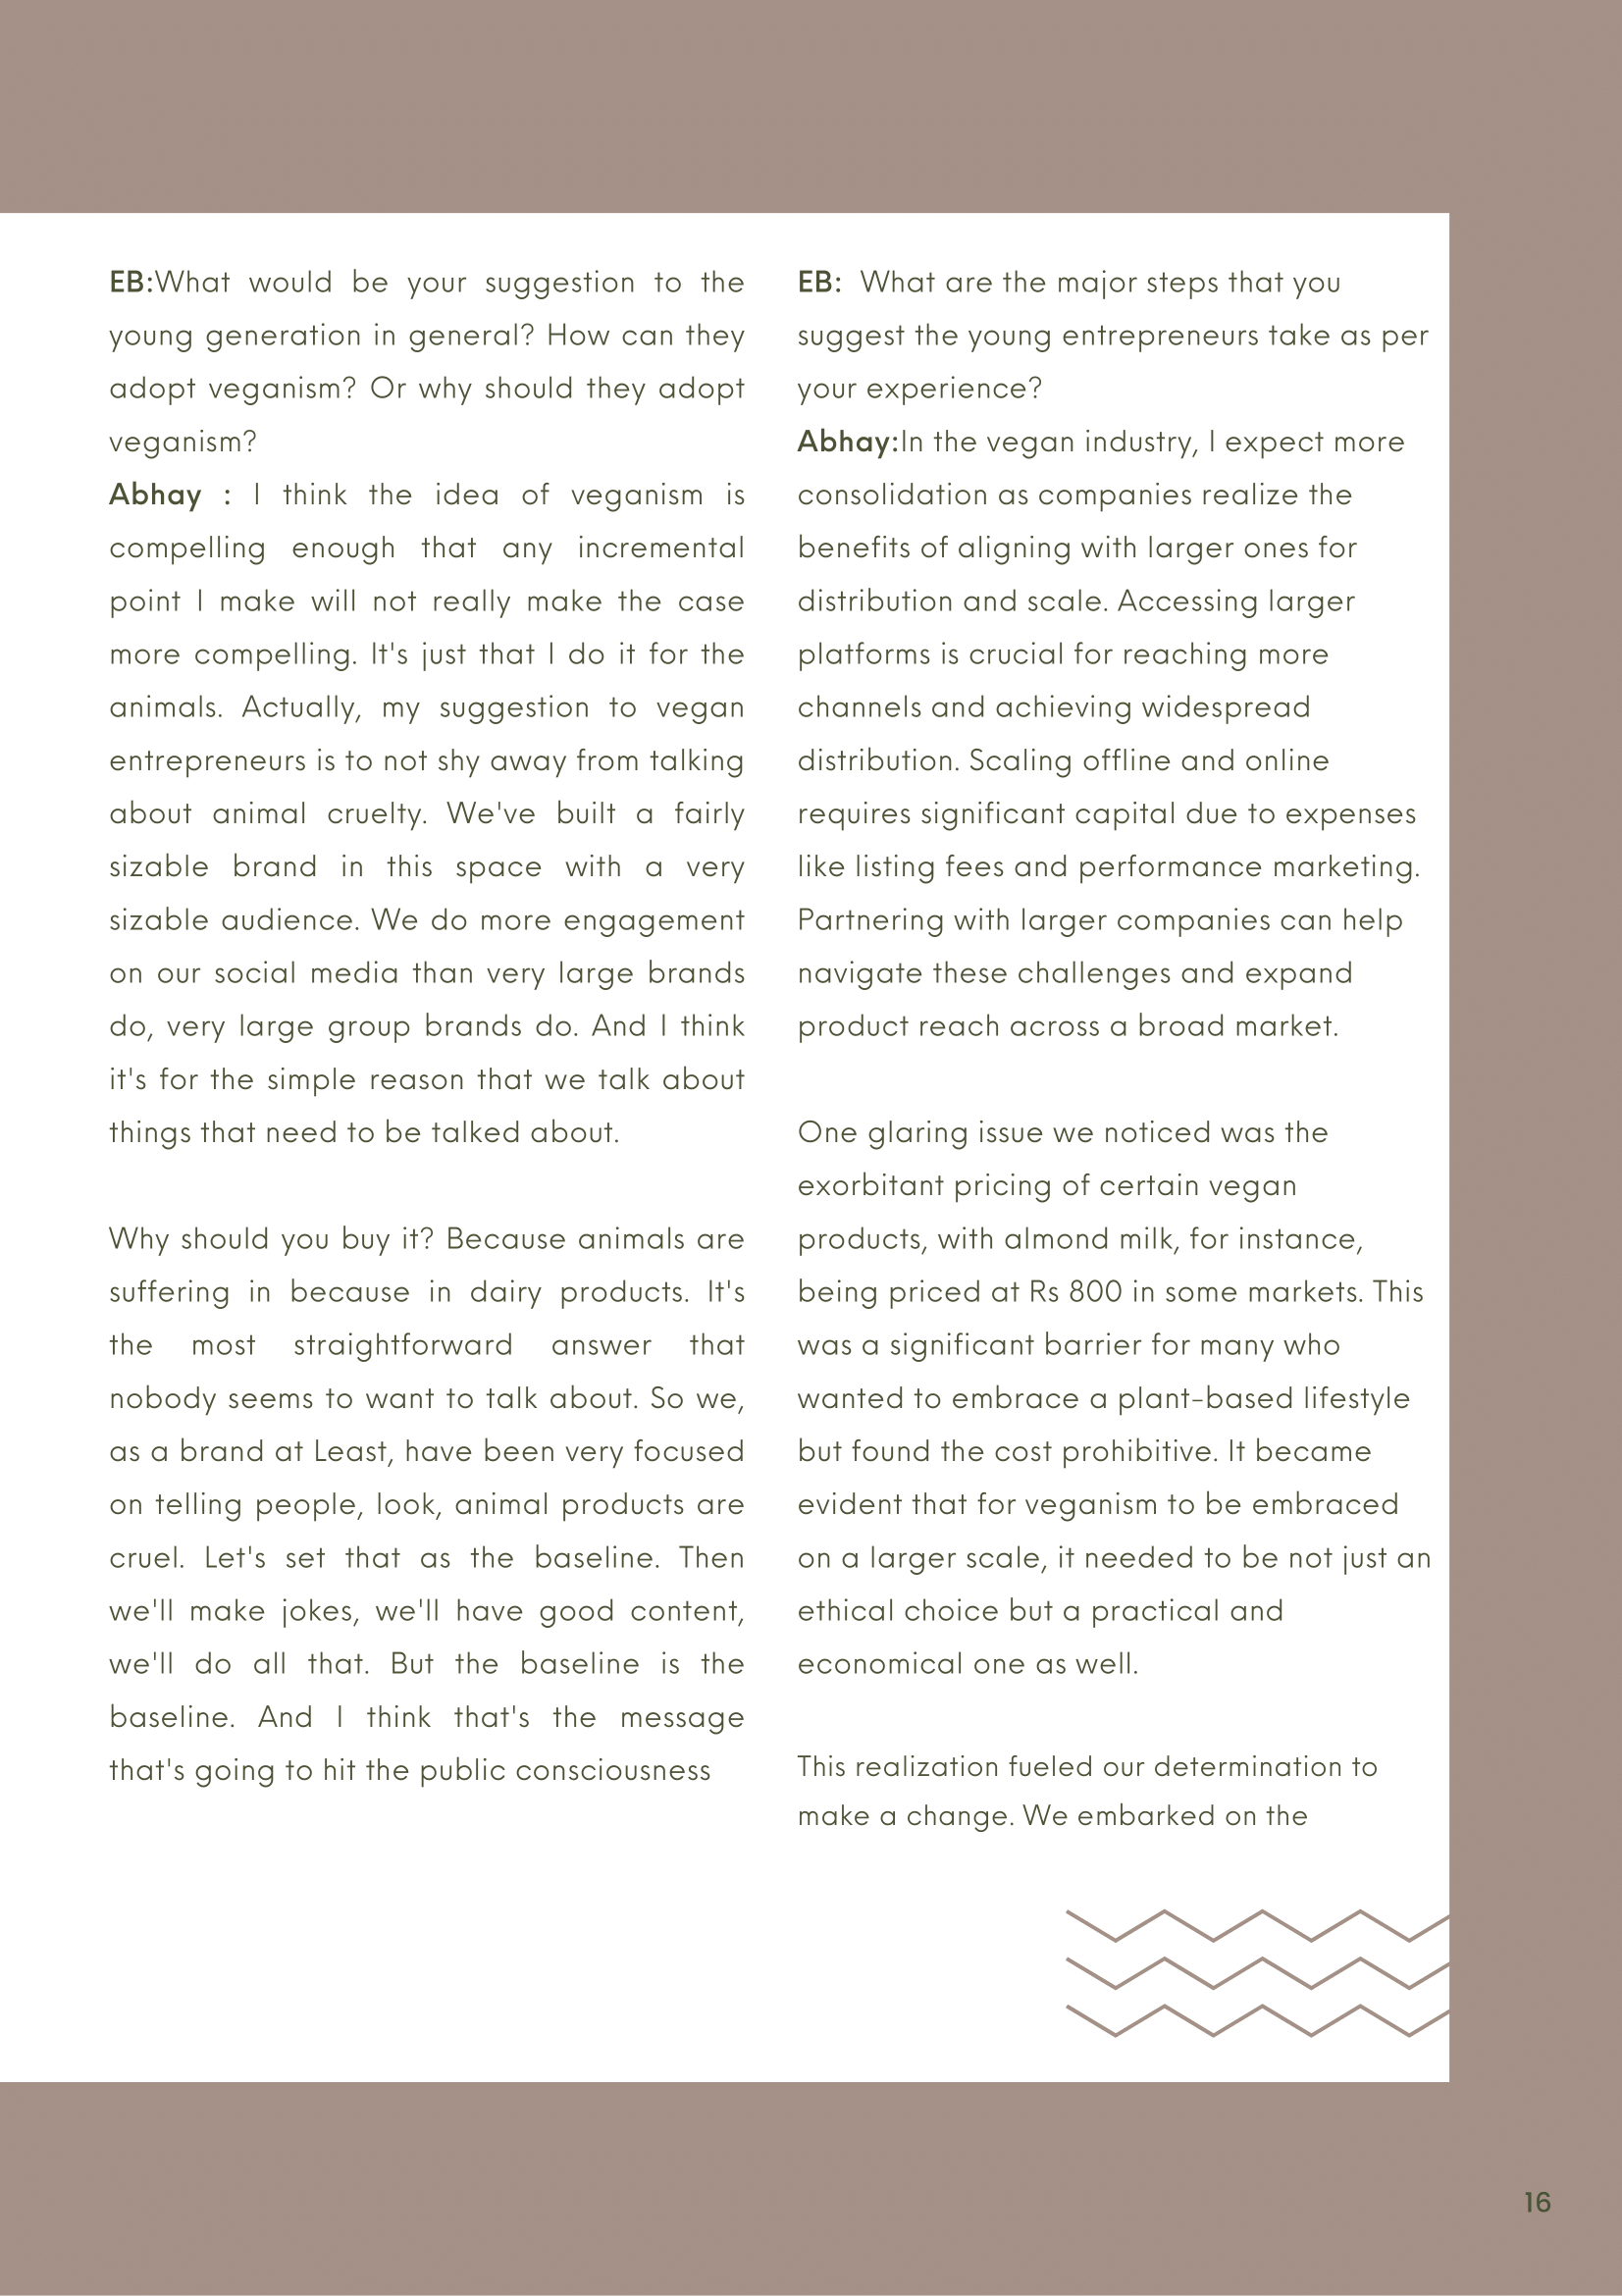 EB:What would be your suggestion to the
young generation in general? How can they
adopt veganism? Or why should they adopt
veganism?
Abhay : I think the idea of veganism is
compelling enough that any incremental
point I make will not really make the case
more compelling. It's just that I do it for the
animals. Actually, my suggestion to vegan
entrepreneurs is to not shy away from talking
about animal cruelty. We've built a fairly
sizable brand in this space with a very
sizable audience. We do more engagement
on our social media than very large brands
do, very large group brands do. And I think
it's for the simple reason that we talk about
things that need to be talked about.

Why should you buy it? Because animals are
suffering in because in dairy products. It's
the most straightforward answer that
nobody seems to want to talk about. So we,
as a brand at Least, have been very focused
on telling people, look, animal products are
cruel. Let's set that as the baseline. Then
we'll make jokes, we'll have good content,
we'll do all that. But the baseline is the
baseline. And I think that's the message
that's going to hit the public consciousness

EB: What are the major steps that you
suggest the young entrepreneurs take as per
your experience?
Abhay:In the vegan industry, I expect more
consolidation as companies realize the
benefits of aligning with larger ones for
distribution and scale. Accessing larger
platforms is crucial for reaching more
channels and achieving widespread
distribution. Scaling offline and online
requires significant capital due to expenses
like listing fees and performance marketing.
Partnering with larger companies can help
navigate these challenges and expand
product reach across a broad market.

One glaring issue we noticed was the
exorbitant pricing of certain vegan
products, with almond milk, for instance,
being priced at Rs 800 in some markets. This
was a significant barrier for many who
wanted to embrace a plant-based lifestyle
but found the cost prohibitive. It became
evident that for veganism to be embraced
on a larger scale, it needed to be not just an
ethical choice but a practical and
economical one as well.

This realization fueled our determination to
make a change. We embarked on the

16